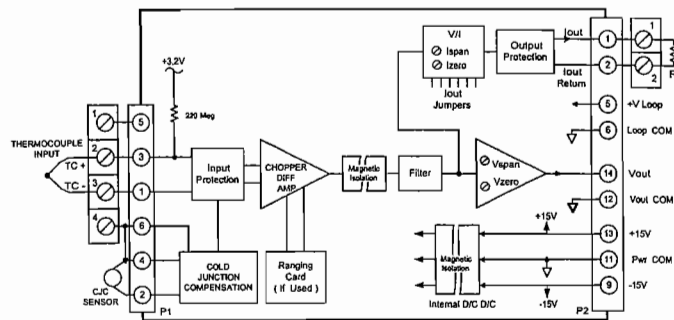 +3.2V
220 Meg
1
2
3
4
5
3
1
6
4
2
P1
THERMOCOUPLE
INPUT
TC +
TC -
CJC
SENSOR
Input
Protection
COLD
JUNCTION
COMPENSATION
CHOPPER
DIFF
AMP.
Ranging
Card
( If Used )
Magnetic
Isolation
Filter
V/I
Ispan
Izero
Iout
Jumpers
Output
Protection
Iout
Iout
Return
Vspan
Vzero
Magnetic
Isolation
Internal D/C D/C
+15V
-15V
1
2
5
6
14
12
13
11
9
P2
1
2
R
+V Loop
Loop COM
Vout
Vout COM
+15V
Pwr COM
-15V